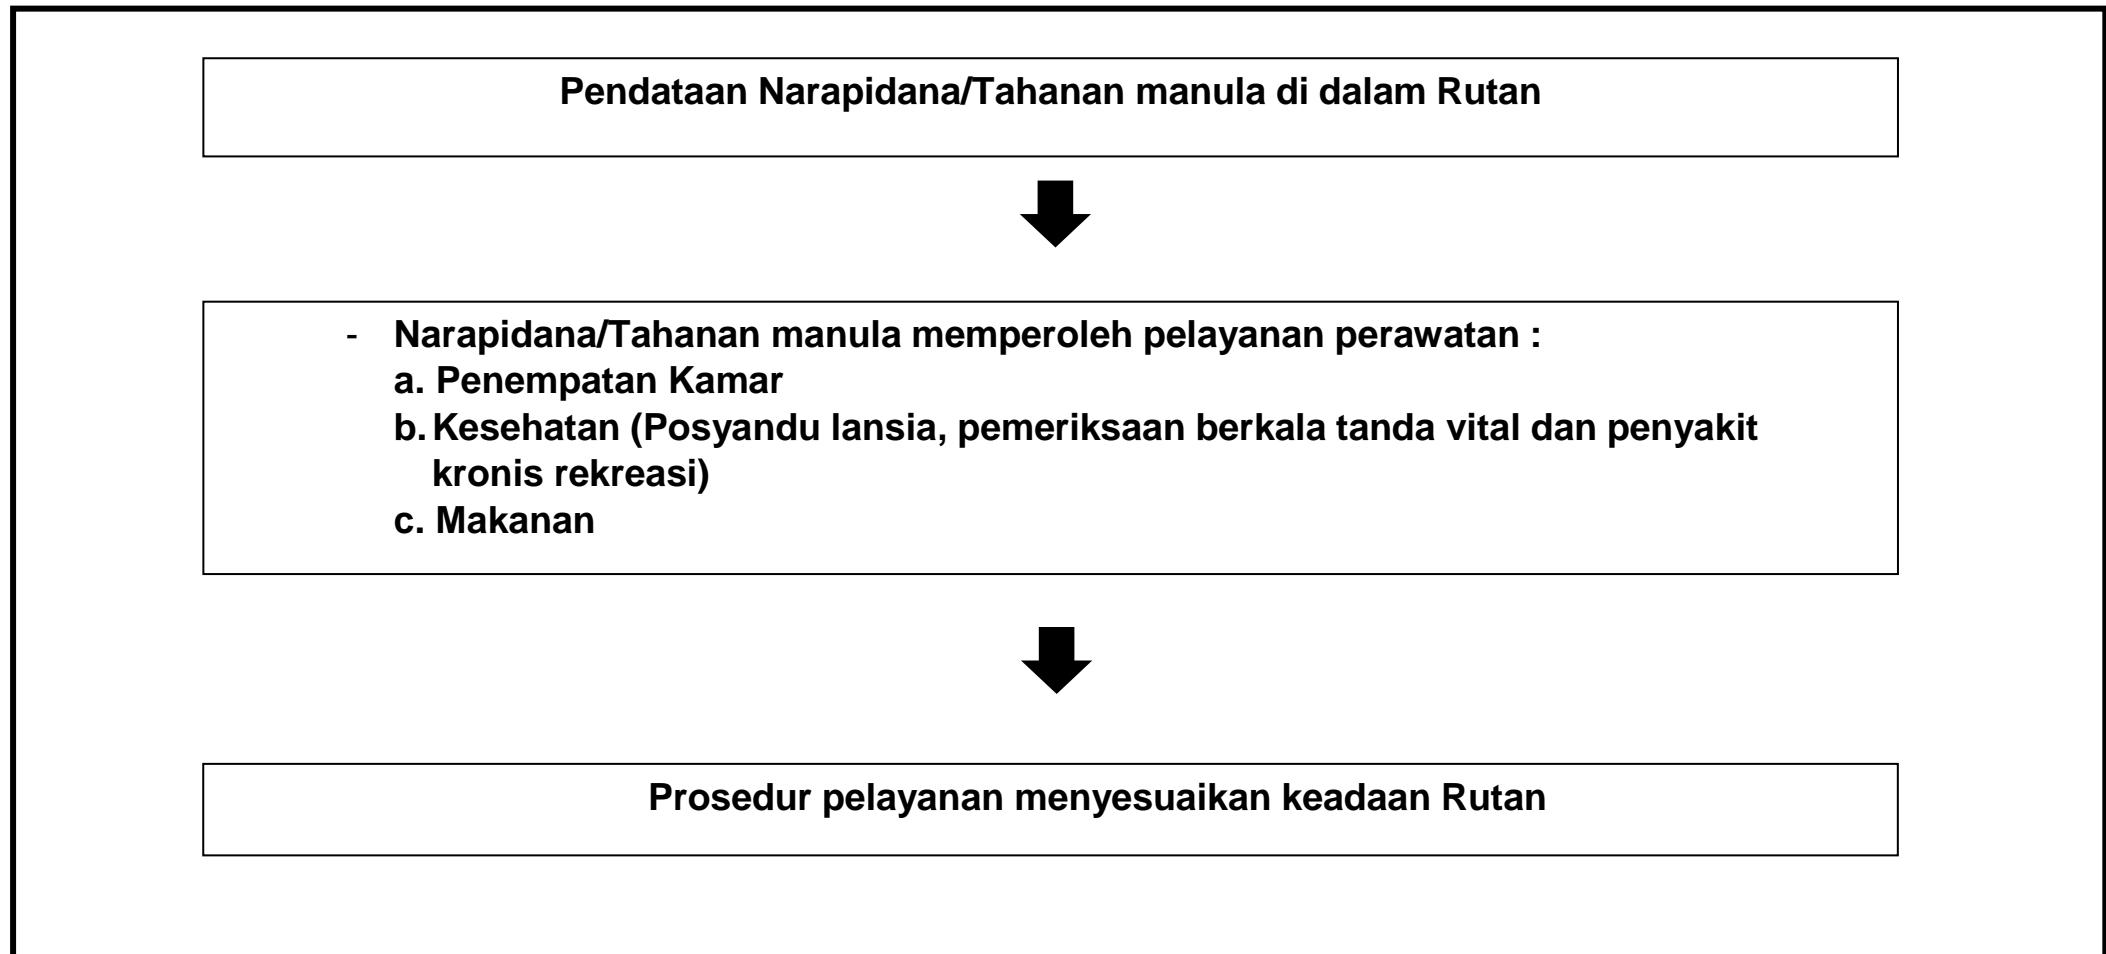 Pendataan Narapidana/Tahanan manula di dalam Rutan
- Narapidana/Tahanan manula memperoleh pelayanan perawatan :
a. Penempatan Kamar
b. Kesehatan (Posyandu lansia, pemeriksaan berkala tanda vital dan penyakit
kronis rekreasi)
c. Makanan
Prosedur pelayanan menyesuaikan keadaan Rutan